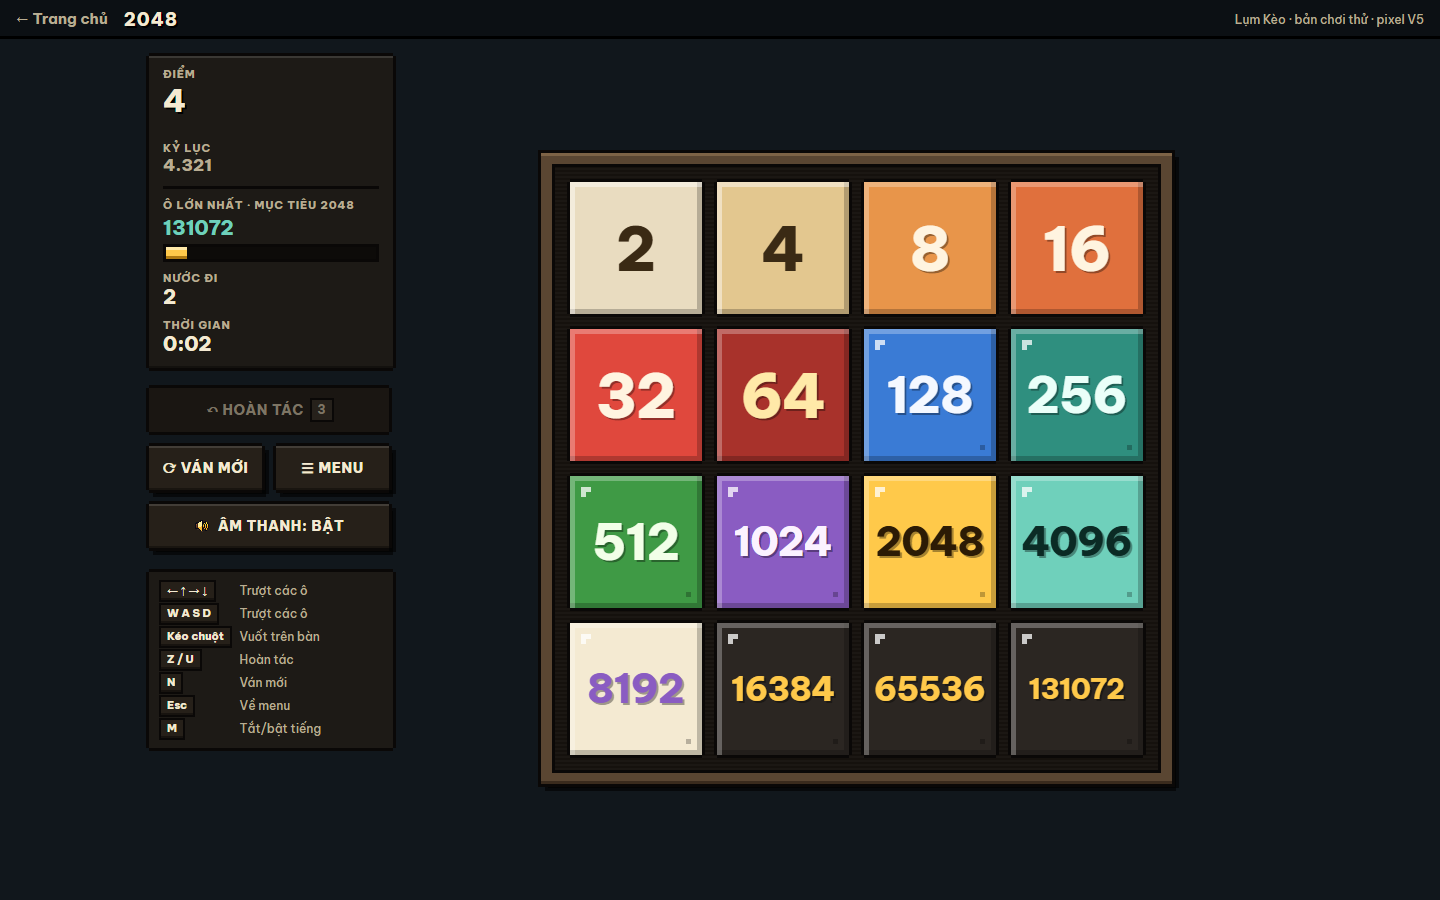 ← Trang chủ 2048
Lụm Kèo · bản chơi thử · pixel V5
ĐIỂM
4
KỶ LỤC
4.321
Ô LỚN NHẤT · MỤC TIÊU 2048
131072
NƯỚC ĐI
2
THỜI GIAN
0:02
↶ HOÀN TÁC 3
⟳ VÁN MỚI
☰ MENU
🔊 ÂM THANH: BẬT
←↑→↓ Trượt các ô
WASD Trượt các ô
Kéo chuột Vuốt trên bàn
Z / U Hoàn tác
N Ván mới
Esc Về menu
M Tắt/bật tiếng
2 4 8 16
32 64 128 256
512 1024 2048 4096
8192 16384 65536 131072